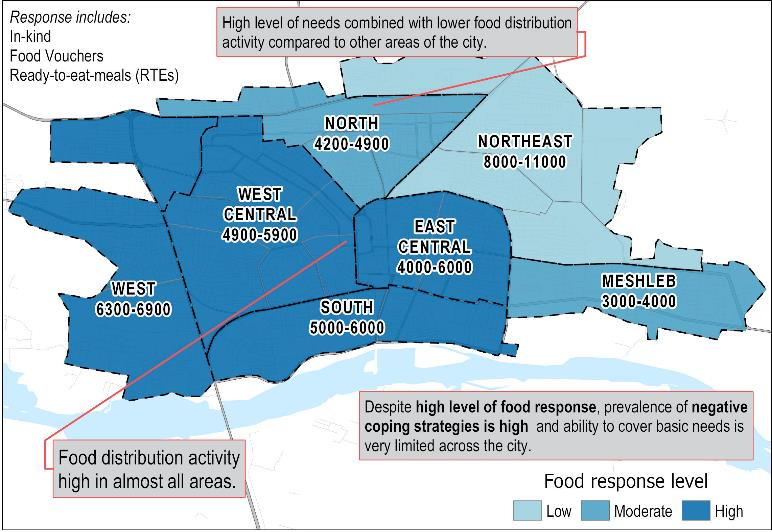 Response includes:
In-kind
Food Vouchers
Ready-to-eat-meals (RTEs)
High level of needs combined with lower food distribution
activity compared to other areas of the city.
NORTH
4200-4900
NORTHEAST
8000-11000
WEST
CENTRAL
4900-5900
EAST
CENTRAL
4000-6000
MESHLEB
3000-4000
WEST
6300-6900
SOUTH
5000-6000
Despite high level of food response, prevalence of negative
coping strategies is high and ability to cover basic needs is
very limited across the city.
Food distribution activity
high in almost all areas.
Food response level
Low
Moderate
High